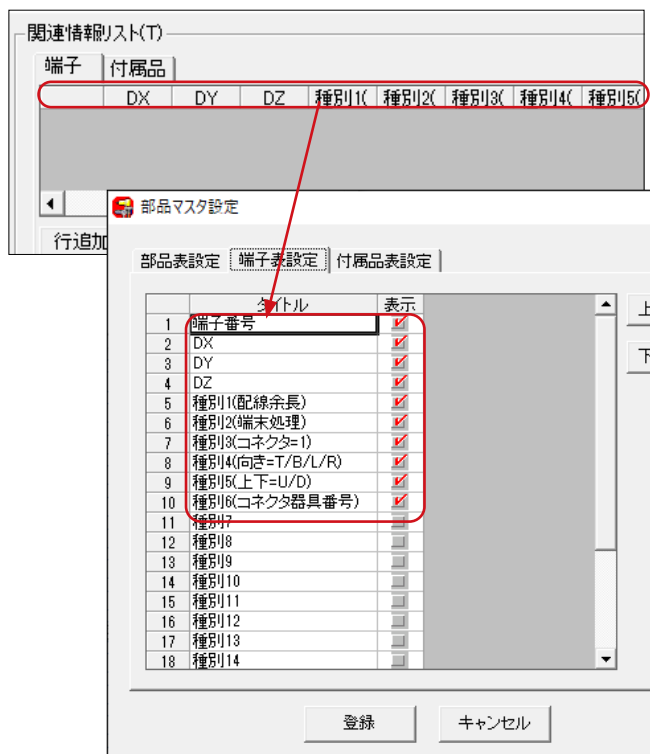 関連情報リスト(T)
端子 付属品
DX DY DZ 種別1( 種別2( 種別3( 種別4( 種別5(
行追加
部品マスタ設定
部品表設定 端子表設定 付属品表設定
タイトル 表示
1 端子番号
2 DX
3 DY
4 DZ
5 種別1(配線余長)
6 種別2(端末処理)
7 種別3(コネクタ=1)
8 種別4(向き=T/B/L/R)
9 種別5(上下=U/D)
10 種別6(コネクタ器具番号)
11 種別7
12 種別8
13 種別9
14 種別10
15 種別11
16 種別12
17 種別13
18 種別14
上
下
登録 キャンセル